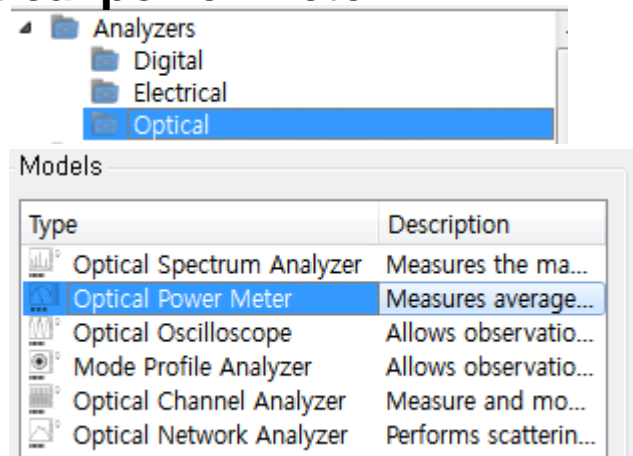 Analyzers
Digital
Electrical
Optical
Models
Type Description
Optical Spectrum Analyzer Measures the ma...
Optical Power Meter Measures average...
Optical Oscilloscope Allows observatio...
Mode Profile Analyzer Allows observatio...
Optical Channel Analyzer Measure and mo...
Optical Network Analyzer Performs scatterin...